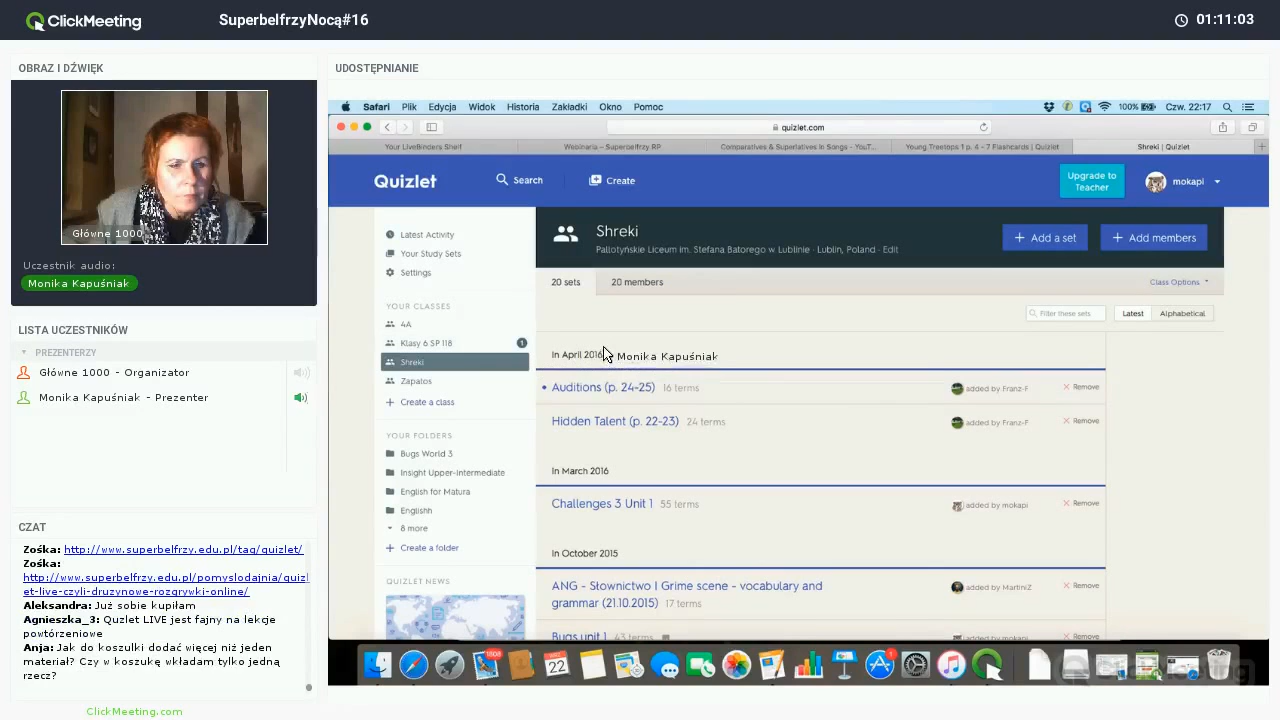 ClickMeeting
SuperbelfrzyNocą#16
01:11:03
OBRAZ I DŹWIĘK
Główne 1000
Uczestnik audio:
Monika Kapuśniak
LISTA UCZESTNIKÓW
PREZENTERZY
Główne 1000 - Organizator
Monika Kapuśniak - Prezenter
CZAT
Zośka: http://www.superbelfrzy.edu.pl/tag/quizlet/
Zośka:
http://www.superbelfrzy.edu.pl/pomyslodajnia/quizl
et-live-czyli-druzynowe-rozgrywki-online/
Aleksandra: Już sobie kupiłam
Agnieszka_3: Quzlet LIVE jest fajny na lekcje
powtórzeniowe
Anja: Jak do koszulki dodać więcej niż jeden
materiał? Czy w koszukę wkładam tylko jedną
rzecz?
ClickMeeting.com
UDOSTĘPNIANIE
Safari Plik Edycja Widok Historia Zakładki Okno Pomoc
100% Czw. 22:17
quizlet.com
Your LiveBinders Shelf
Webinaria – Superbelfrzy RP
Comparatives & Superlatives in Songs - YouT...
Young Treetops 1 p. 4 - 7 Flashcards | Quizlet
Shreki | Quizlet
Quizlet
Search
Create
Upgrade to
Teacher
mokapi
Latest Activity
Your Study Sets
Settings
YOUR CLASSES
4A
Klasy 6 SP 118 1
Shreki
Zapatos
Create a class
YOUR FOLDERS
Bugs World 3
Insight Upper-Intermediate
English for Matura
Englishh
8 more
Create a folder
QUIZLET NEWS
Shreki
Pallotyńskie Liceum im. Stefana Batorego w Lublinie · Lublin, Poland · Edit
+ Add a set
+ Add members
20 sets
20 members
Class Options
Filter these sets
Latest
Alphabetical
In April 2016
Monika Kapuśniak
Auditions (p. 24-25) 16 terms added by Franz-F × Remove
Hidden Talent (p. 22-23) 24 terms added by Franz-F × Remove
In March 2016
Challenges 3 Unit 1 55 terms added by mokapi × Remove
In October 2015
ANG - Słownictwo | Grime scene - vocabulary and
grammar (21.10.2015) 17 terms added by MartiniZ × Remove
Bugs unit 1 43 terms added by mokapi × Remove
22
1
ClickMeeting